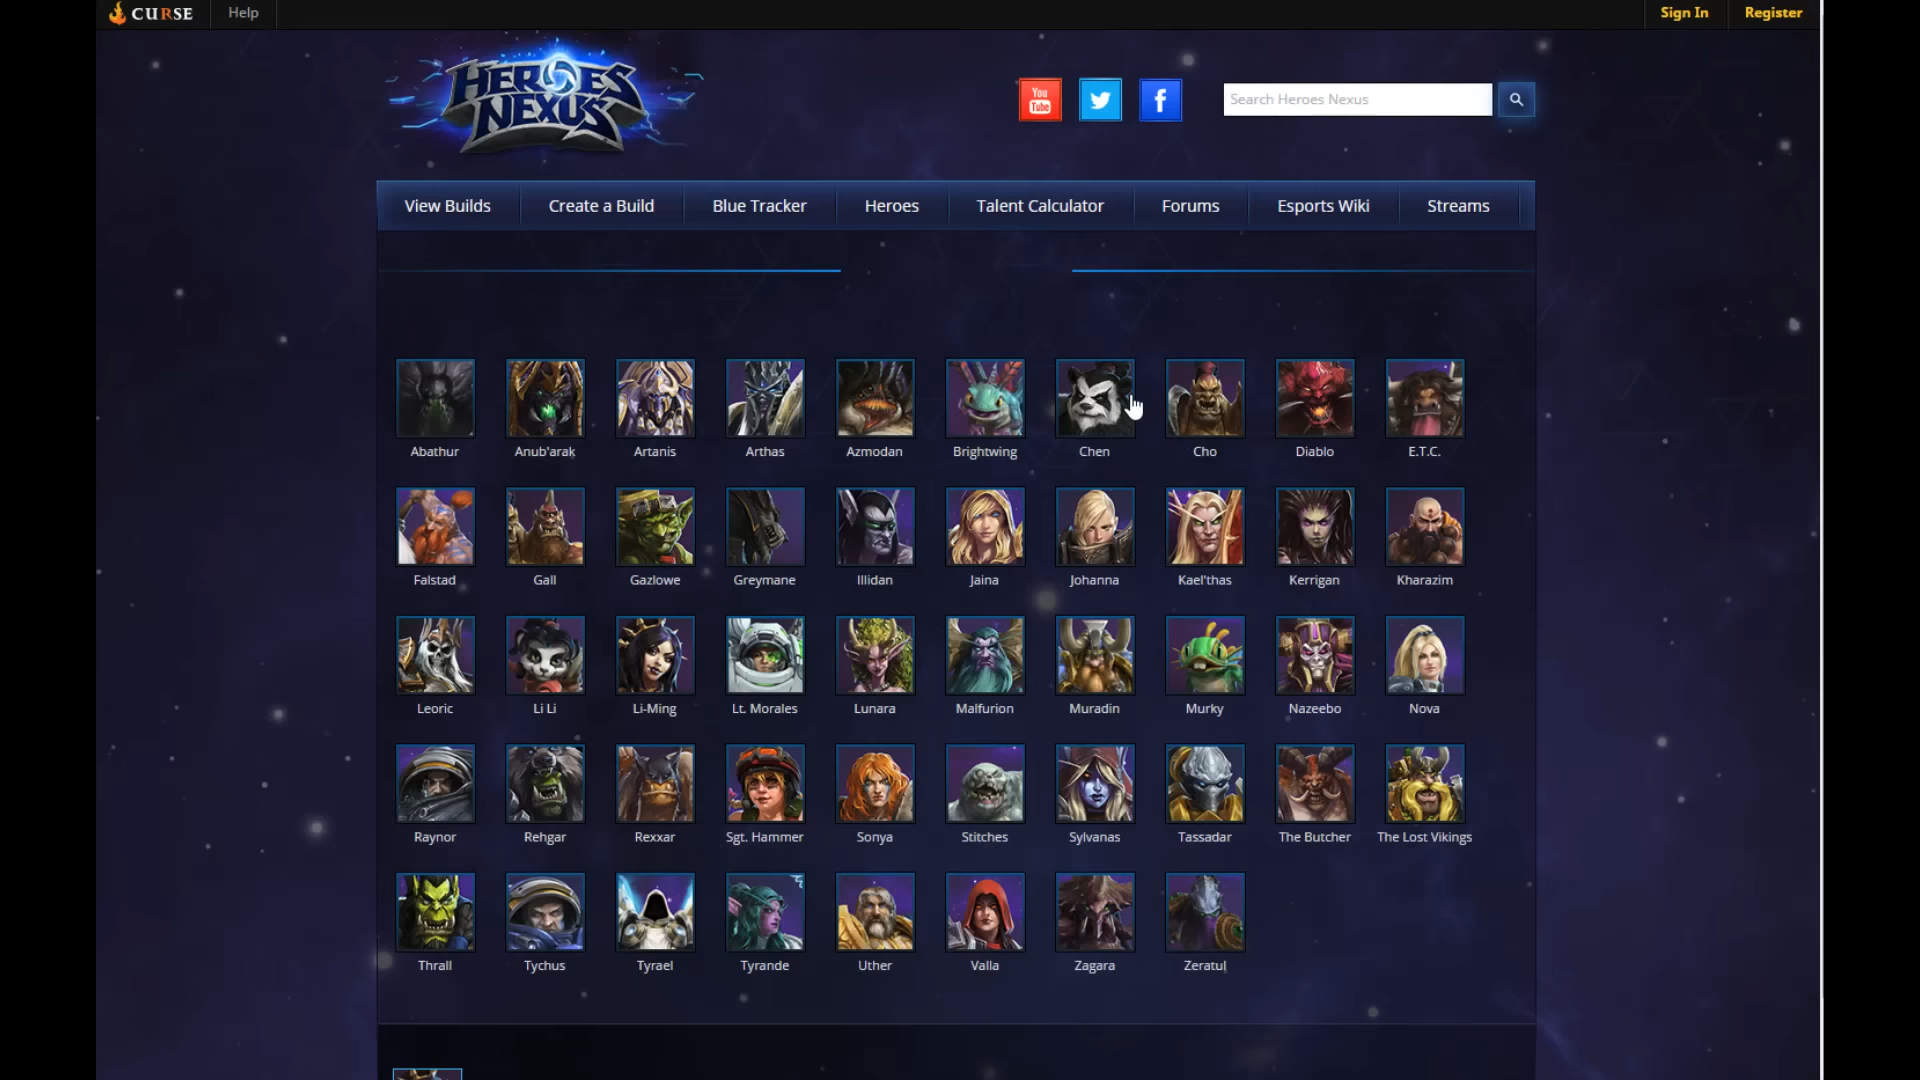 CURSE Help Sign In Register
HEROES
NEXUS
You
Tube
Search Heroes Nexus
View Builds Create a Build Blue Tracker Heroes Talent Calculator Forums Esports Wiki Streams
Abathur Anub'arak Artanis Arthas Azmodan Brightwing Chen Cho Diablo E.T.C.
Falstad Gall Gazlowe Greymane Illidan Jaina Johanna Kael'thas Kerrigan Kharazim
Leoric Li Li Li-Ming Lt. Morales Lunara Malfurion Muradin Murky Nazeebo Nova
Raynor Rehgar Rexxar Sgt. Hammer Sonya Stitches Sylvanas Tassadar The Butcher The Lost Vikings
Thrall Tychus Tyrael Tyrande Uther Valla Zagara Zeratul